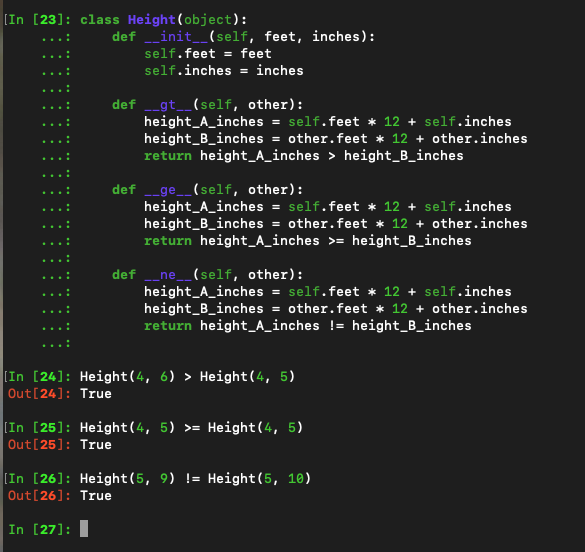 [In [23]: class Height(object):
    ...:     def __init__(self, feet, inches):
    ...:         self.feet = feet
    ...:         self.inches = inches
    ...:
    ...:     def __gt__(self, other):
    ...:         height_A_inches = self.feet * 12 + self.inches
    ...:         height_B_inches = other.feet * 12 + other.inches
    ...:         return height_A_inches > height_B_inches
    ...:
    ...:     def __ge__(self, other):
    ...:         height_A_inches = self.feet * 12 + self.inches
    ...:         height_B_inches = other.feet * 12 + other.inches
    ...:         return height_A_inches >= height_B_inches
    ...:
    ...:     def __ne__(self, other):
    ...:         height_A_inches = self.feet * 12 + self.inches
    ...:         height_B_inches = other.feet * 12 + other.inches
    ...:         return height_A_inches != height_B_inches
    ...:
[In [24]: Height(4, 6) > Height(4, 5)
Out[24]: True
[In [25]: Height(4, 5) >= Height(4, 5)
Out[25]: True
[In [26]: Height(5, 9) != Height(5, 10)
Out[26]: True
In [27]: